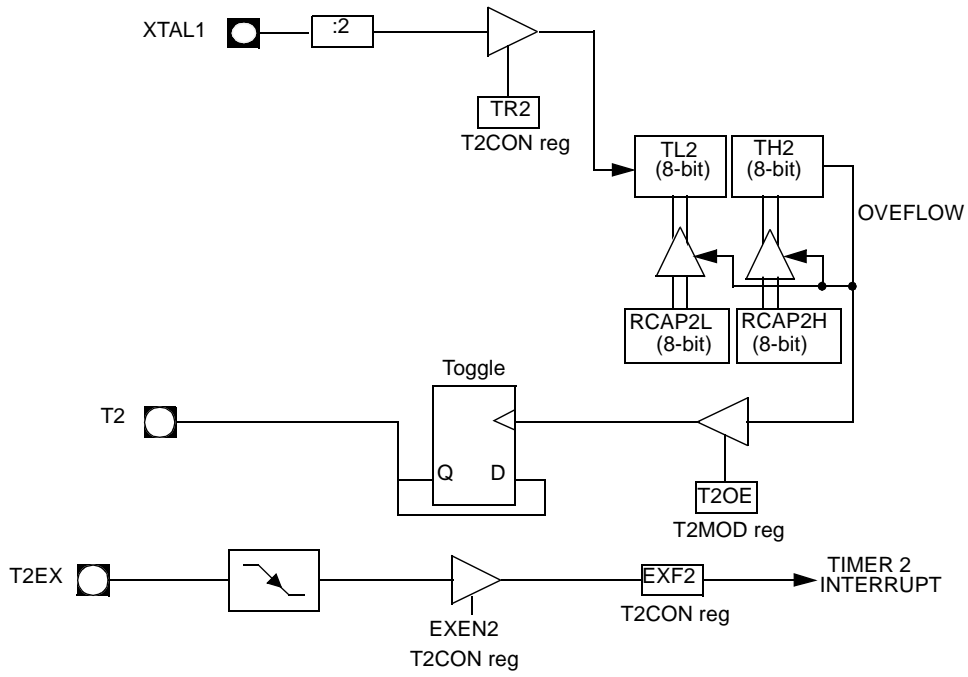 XTAL1
:2
TR2
T2CON reg
TL2
(8-bit)
TH2
(8-bit)
OVEFLOW
RCAP2L
(8-bit)
RCAP2H
(8-bit)
Toggle
T2
Q
D
T2OE
T2MOD reg
T2EX
EXEN2
T2CON reg
EXF2
T2CON reg
TIMER 2
INTERRUPT